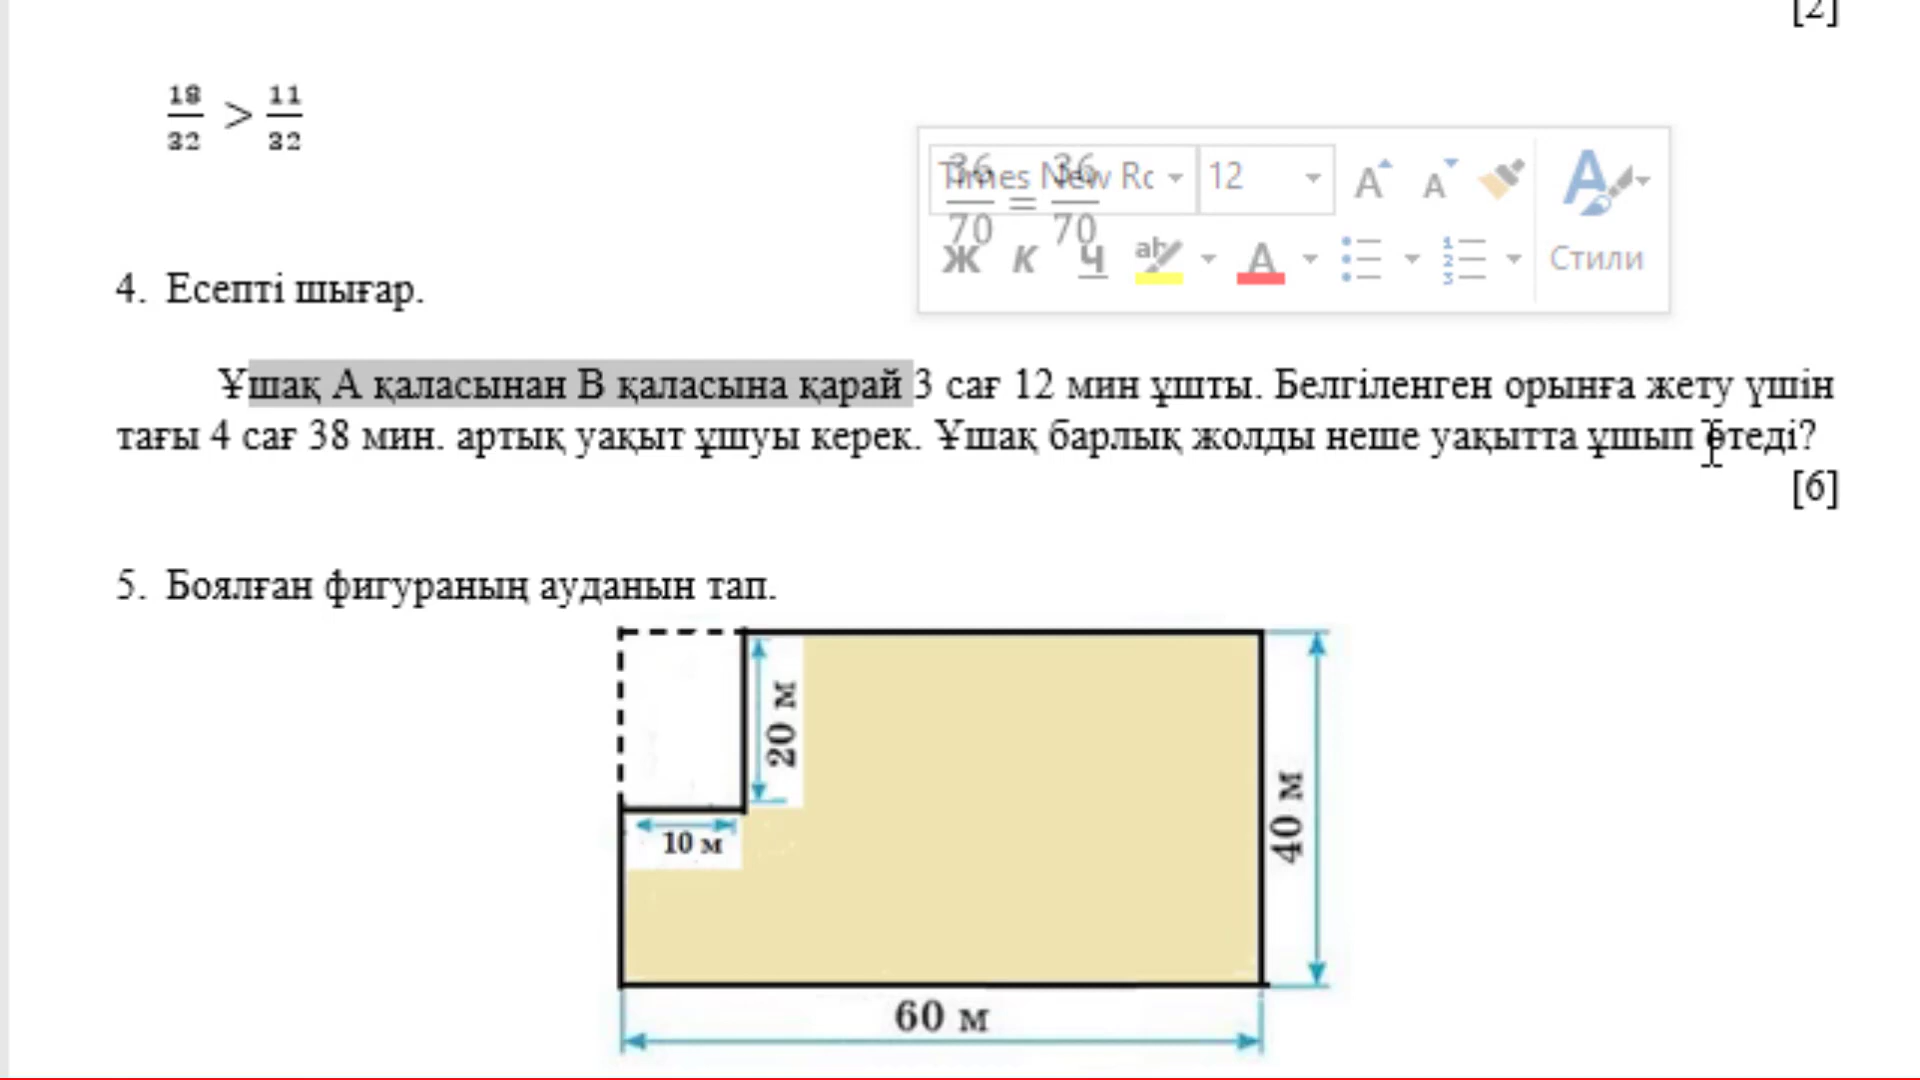 [2]
18/32 > 11/32
36/70 = 36/70
Times New Rc 12
Ж К Ч
Стили
4. Есепті шығар.
Ұшақ А қаласынан В қаласына қарай 3 сағ 12 мин ұшты. Белгіленген орынға жету үшін
тағы 4 сағ 38 мин. артық уақыт ұшуы керек. Ұшақ барлық жолды неше уақытта ұшып өтеді?
[6]
5. Боялған фигураның ауданын тап.
20 м
10 м
40 м
60 м